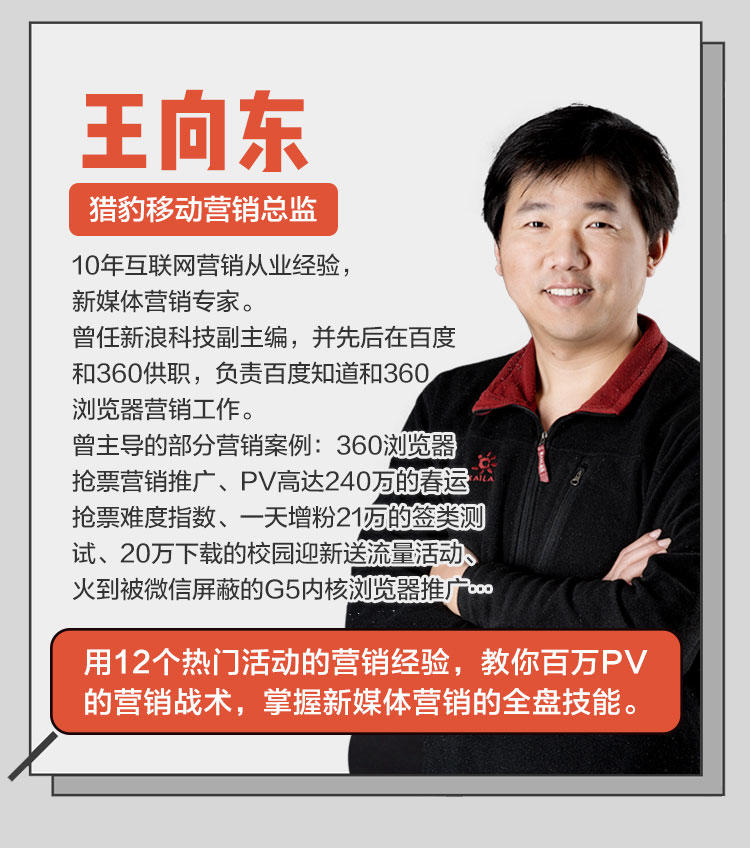 王向东
猎豹移动营销总监
10年互联网营销从业经验，
新媒体营销专家。
曾任新浪科技副主编，并先后在百度
和360供职，负责百度知道和360
浏览器营销工作。
曾主导的部分营销案例：360浏览器
抢票营销推广、PV高达240万的春运
抢票难度指数、一天增粉21万的签类测
试、20万下载的校园迎新送流量活动、
火到被微信屏蔽的G5内核浏览器推广…
用12个热门活动的营销经验，教你百万PV
的营销战术，掌握新媒体营销的全盘技能。